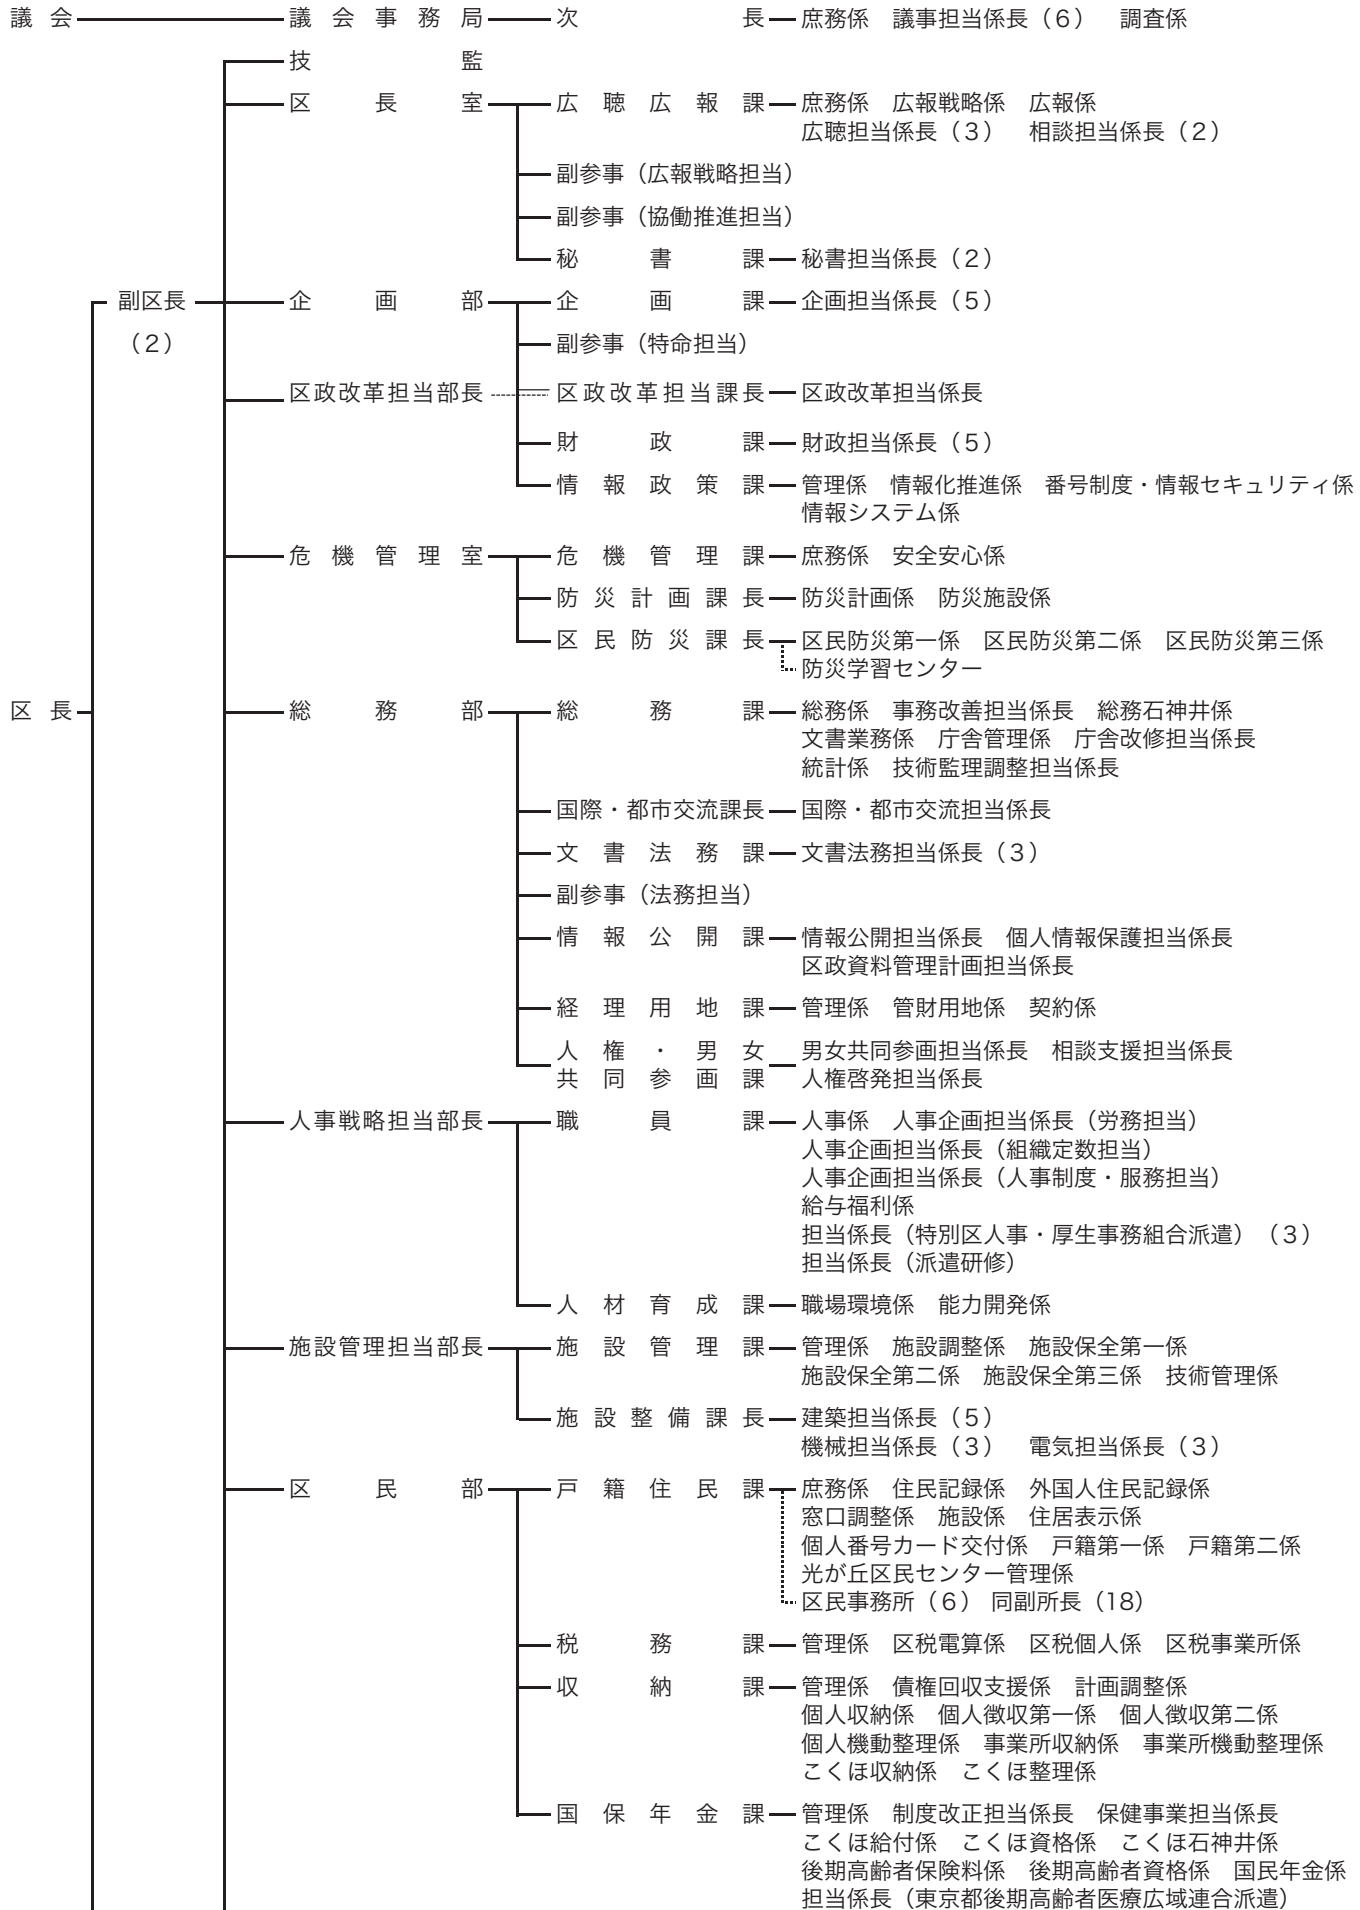 議会 議会事務局 次長 庶務係 議事担当係長（６） 調査係
技監
区長室 広聴広報課 庶務係 広報戦略係 広報係
広聴担当係長（３） 相談担当係長（２）
副参事（広報戦略担当）
副参事（協働推進担当）
秘書課 秘書担当係長（２）
副区長 企画部 企画課 企画担当係長（５）
（２） 副参事（特命担当）
区政改革担当部長 区政改革担当課長 区政改革担当係長
財政課 財政担当係長（５）
情報政策課 管理係 情報化推進係 番号制度・情報セキュリティ係
情報システム係
危機管理室 危機管理課 庶務係 安全安心係
防災計画課長 防災計画係 防災施設係
区民防災課長 区民防災第一係 区民防災第二係 区民防災第三係
防災学習センター
区長 総務部 総務課 総務係 事務改善担当係長 総務石神井係
文書業務係 庁舎管理係 庁舎改修担当係長
統計係 技術監理調整担当係長
国際・都市交流課長 国際・都市交流担当係長
文書法務課 文書法務担当係長（３）
副参事（法務担当）
情報公開課 情報公開担当係長 個人情報保護担当係長
区政資料管理計画担当係長
経理用地課 管理係 管財用地係 契約係
人権・男女 男女共同参画担当係長 相談支援担当係長
共同参画課 人権啓発担当係長
人事戦略担当部長 職員課 人事係 人事企画担当係長（労務担当）
人事企画担当係長（組織定数担当）
人事企画担当係長（人事制度・服務担当）
給与福利係
担当係長（特別区人事・厚生事務組合派遣）（３）
担当係長（派遣研修）
人材育成課 職場環境係 能力開発係
施設管理担当部長 施設管理課 管理係 施設調整係 施設保全第一係
施設保全第二係 施設保全第三係 技術管理係
施設整備課長 建築担当係長（５）
機械担当係長（３） 電気担当係長（３）
区民部 戸籍住民課 庶務係 住民記録係 外国人住民記録係
窓口調整係 施設係 住居表示係
個人番号カード交付係 戸籍第一係 戸籍第二係
光が丘区民センター管理係
区民事務所（６） 同副所長（18）
税務課 管理係 区税電算係 区税個人係 区税事業所係
収納課 管理係 債権回収支援係 計画調整係
個人収納係 個人徴収第一係 個人徴収第二係
個人機動整理係 事業所収納係 事業所機動整理係
こくほ収納係 こくほ整理係
国保年金課 管理係 制度改正担当係長 保健事業担当係長
こくほ給付係 こくほ資格係 こくほ石神井係
後期高齢者保険料係 後期高齢者資格係 国民年金係
担当係長（東京都後期高齢者医療広域連合派遣）